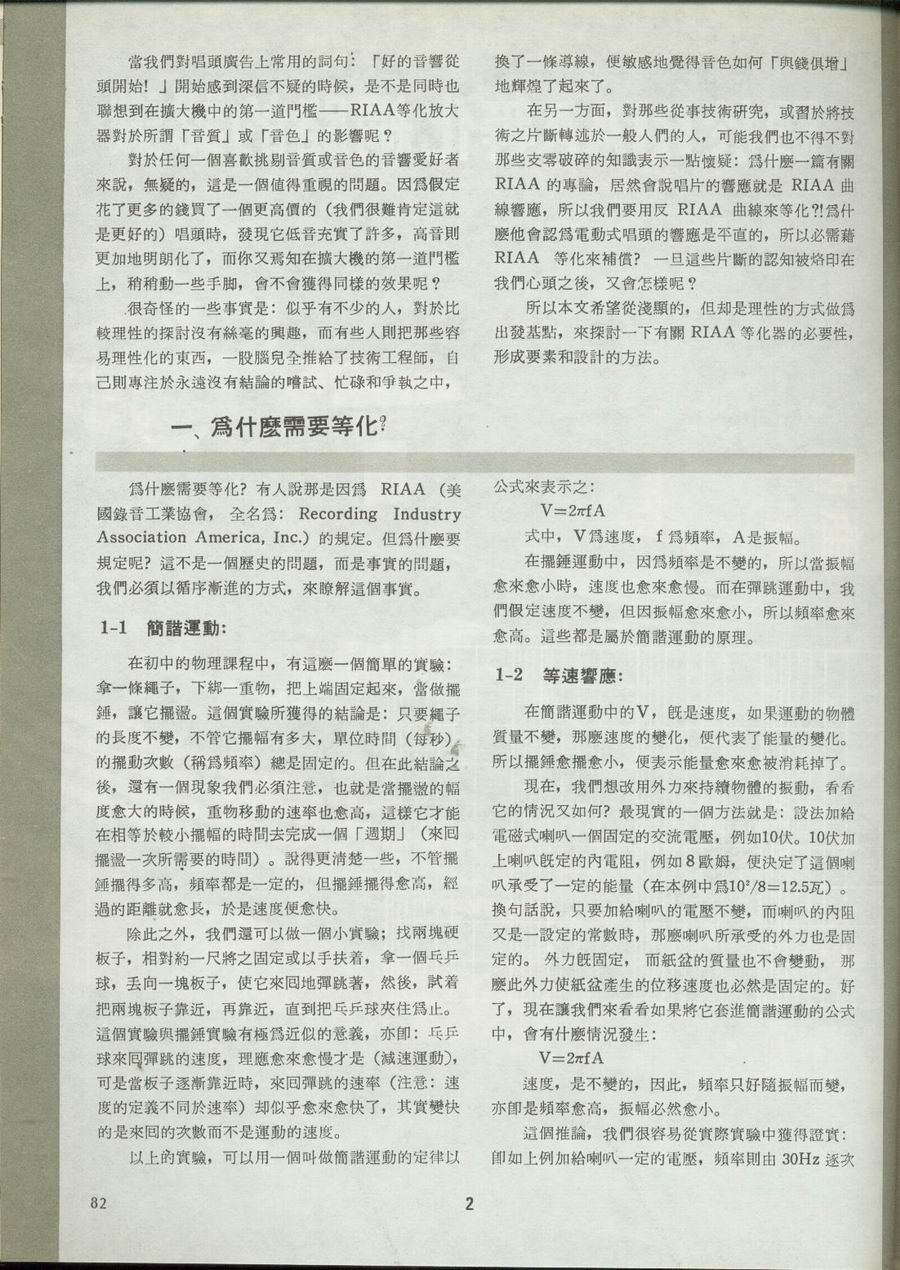 當我們對唱頭廣告上常用的詞句：「好的音響從
頭開始！」開始感到深信不疑的時候，是不是同時也
聯想到在擴大機中的第一道門檻——RIAA等化放大
器對於所謂「音質」或「音色」的影響呢？
對於任何一個喜歡挑剔音質或音色的音響愛好者
來說，無疑的，這是一個值得重視的問題。因爲假定
花了更多的錢買了一個更高價的（我們很難肯定這就
是更好的）唱頭時，發現它低音充實了許多，高音則
更加地明朗化了，而你又焉知在擴大機的第一道門檻
上，稍稍動一些手脚，會不會獲得同樣的效果呢？
很奇怪的一些事實是：似乎有不少的人，對於比
較理性的探討沒有絲毫的興趣，而有些人則把那些容
易理性化的東西，一股腦兒全推給了技術工程師，自
己則專注於永遠沒有結論的嚐試、忙碌和爭執之中，
換了一條導線，便敏感地覺得音色如何「與錢俱增」
地輝煌了起來了。
在另一方面，對那些從事技術研究，或習於將技
術之片斷轉述於一般人們的人，可能我們也不得不對
那些支零破碎的知識表示一點懷疑：爲什麼一篇有關
RIAA 的專論，居然會說唱片的響應就是 RIAA 曲
線響應，所以我們要用反 RIAA 曲線來等化?!爲什
麼他會認爲電動式唱頭的響應是平直的，所以必需藉
RIAA 等化來補償？ 一旦這些片斷的認知被烙印在
我們心頭之後，又會怎樣呢？
所以本文希望從淺顯的，但却是理性的方式做爲
出發基點，來探討一下有關 RIAA 等化器的必要性，
形成要素和設計的方法。
一、爲什麼需要等化？
爲什麼需要等化？有人說那是因爲 RIAA （美
國錄音工業協會， 全名爲： Recording Industry
Association America, Inc.）的規定。但爲什麼要
規定呢？這不是一個歷史的問題，而是事實的問題，
我們必須以循序漸進的方式，來瞭解這個事實。
1-1 簡諧運動：
在初中的物理課程中，有這麼一個簡單的實驗：
拿一條繩子，下綁一重物，把上端固定起來，當做擺
錘，讓它擺盪。這個實驗所獲得的結論是：只要繩子
的長度不變，不管它擺幅有多大，單位時間（每秒）
的擺動次數（稱爲頻率）總是固定的。但在此結論之
後，還有一個現象我們必須注意，也就是當擺盪的幅
度愈大的時候，重物移動的速率也愈高，這樣它才能
在相等於較小擺幅的時間去完成一個「週期」（來回
擺盪一次所需要的時間）。說得更清楚一些，不管擺
錘擺得多高，頻率都是一定的，但擺錘擺得愈高，經
過的距離就愈長，於是速度便愈快。
除此之外，我們還可以做一個小實驗；找兩塊硬
板子，相對約一尺將之固定或以手扶着，拿一個乓乒
球，丢向一塊板子，使它來回地彈跳著，然後，試着
把兩塊板子靠近，再靠近，直到把乓乒球夾住爲止。
這個實驗與擺錘實驗有極爲近似的意義，亦卽：乓乒
球來回彈跳的速度，理應愈來愈慢才是（減速運動），
可是當板子逐漸靠近時，來回彈跳的速率（注意：速
度的定義不同於速率）却似乎愈來愈快了，其實變快
的是來回的次數而不是運動的速度。
以上的實驗，可以用一個叫做簡諧運動的定律以
公式來表示之：
V=2πfA
式中，V爲速度， f 爲頻率，A是振幅。
在擺錘運動中，因爲頻率是不變的，所以當振幅
愈來愈小時，速度也愈來愈慢。而在彈跳運動中，我
們假定速度不變，但因振幅愈來愈小，所以頻率愈來
愈高。這些都是屬於簡諧運動的原理。
1-2 等速響應：
在簡諧運動中的V，旣是速度，如果運動的物體
質量不變，那麼速度的變化，便代表了能量的變化。
所以擺錘愈擺愈小，便表示能量愈來愈被消耗掉了。
現在，我們想改用外力來持續物體的振動，看看
它的情況又如何？最現實的一個方法就是：設法加給
電磁式喇叭一個固定的交流電壓，例如10伏。10伏加
上喇叭旣定的內電阻，例如 8 歐姆，便決定了這個喇
叭承受了一定的能量（在本例中爲10²/8=12.5瓦）。
換句話說，只要加給喇叭的電壓不變，而喇叭的內阻
又是一設定的常數時，那麼喇叭所承受的外力也是固
定的。 外力旣固定， 而紙盆的質量也不會變動， 那
麼此外力使紙盆產生的位移速度也必然是固定的。好
了，現在讓我們來看看如果將它套進簡諧運動的公式
中，會有什麼情況發生：
V=2πfA
速度，是不變的，因此，頻率只好隨振幅而變，
亦卽是頻率愈高，振幅必然愈小。
這個推論，我們很容易從實際實驗中獲得證實：
卽如上例加給喇叭一定的電壓，頻率則由 30Hz 逐次
82
2